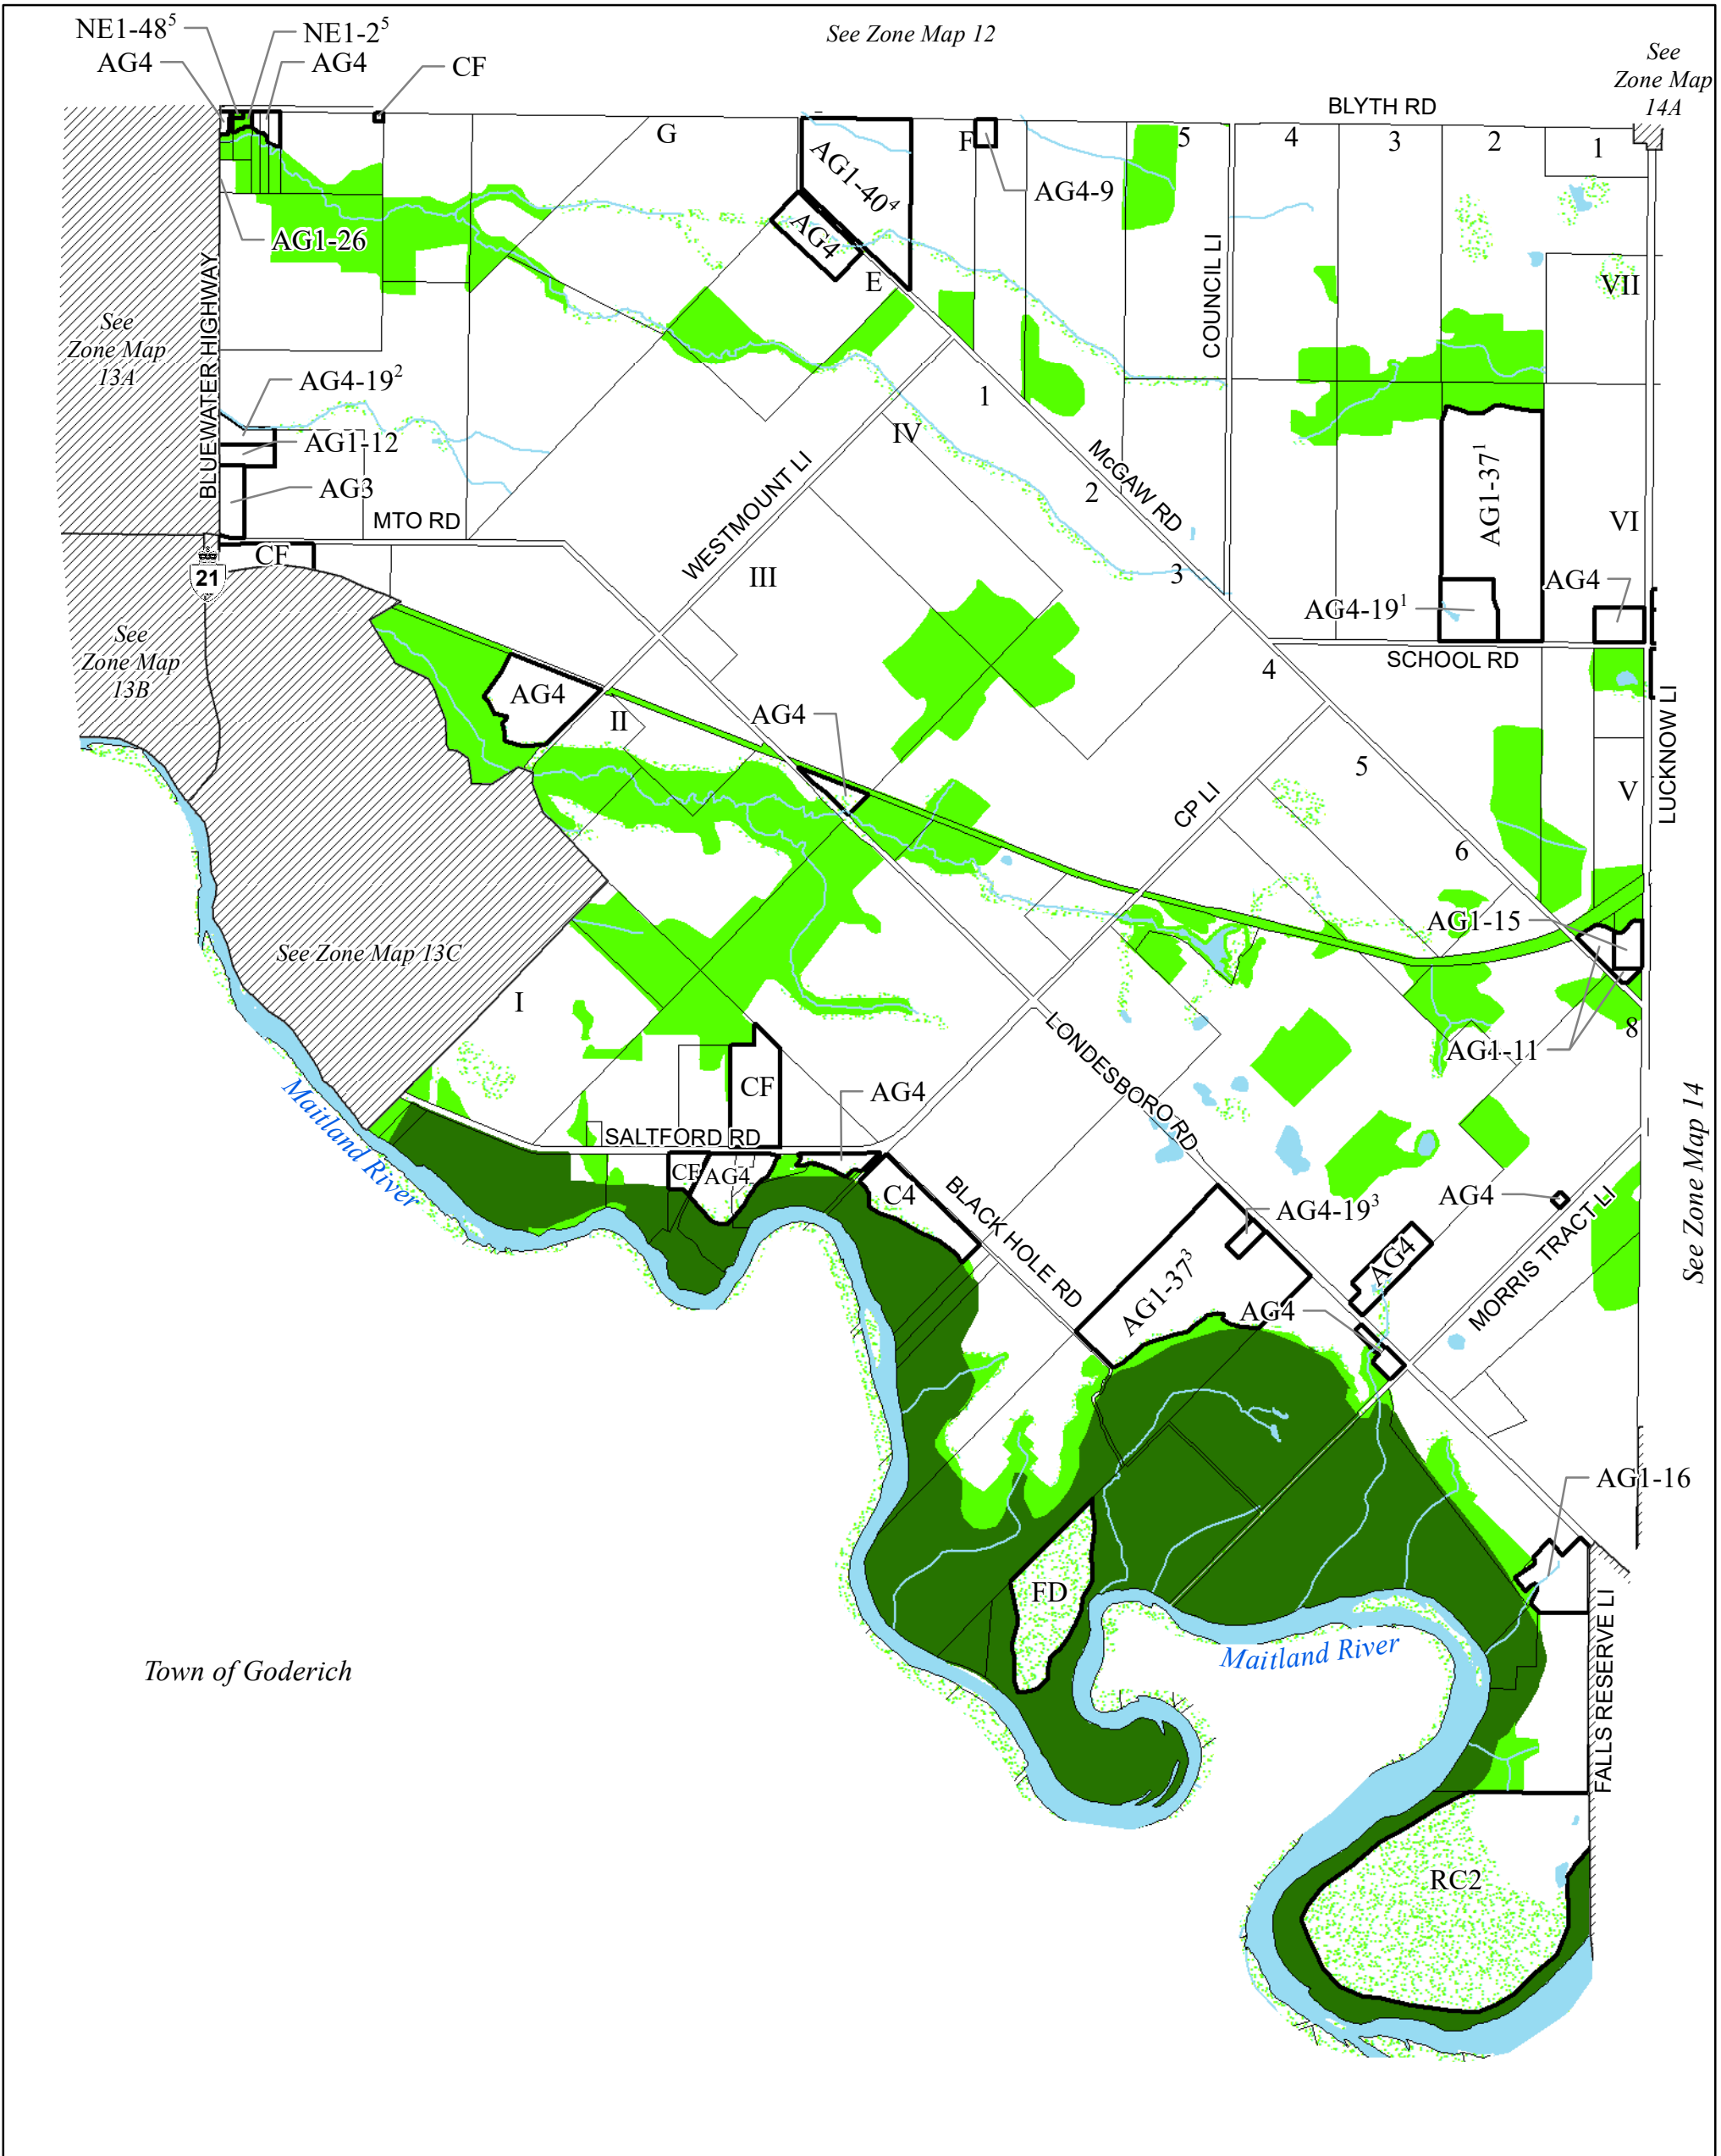 NE1-48⁵
NE1-2⁵
AG4
AG4
CF
See Zone Map 12
See
Zone Map
14A
BLYTH RD
G
F
5
4
3
2
1
AG1-40⁴
AG4-9
AG4
E
AG1-26
COUNCIL LI
VII
BLUEWATER HIGHWAY
See
Zone Map
13A
AG4-19²
AG1-12
AG3
MTO RD
CF
21
1
IV
2
McGAW RD
3
WESTMOUNT LI
III
AG1-37¹
VI
AG4
AG4-19¹
SCHOOL RD
4
See
Zone Map
13B
AG4
II
AG4
LUCKNOW LI
5
V
CP LI
6
AG1-15
See Zone Map 13C
I
8
AG1-11
LONDESBORO RD
CF
AG4
Maitland River
SALTFORD RD
CF
AG4
C4
BLACK HOLE RD
AG4-19³
AG4
See Zone Map 14
AG1-37³
AG4
AG4
MORRIS TRACT LI
AG1-16
FD
FALLS RESERVE LI
Maitland River
Town of Goderich
RC2